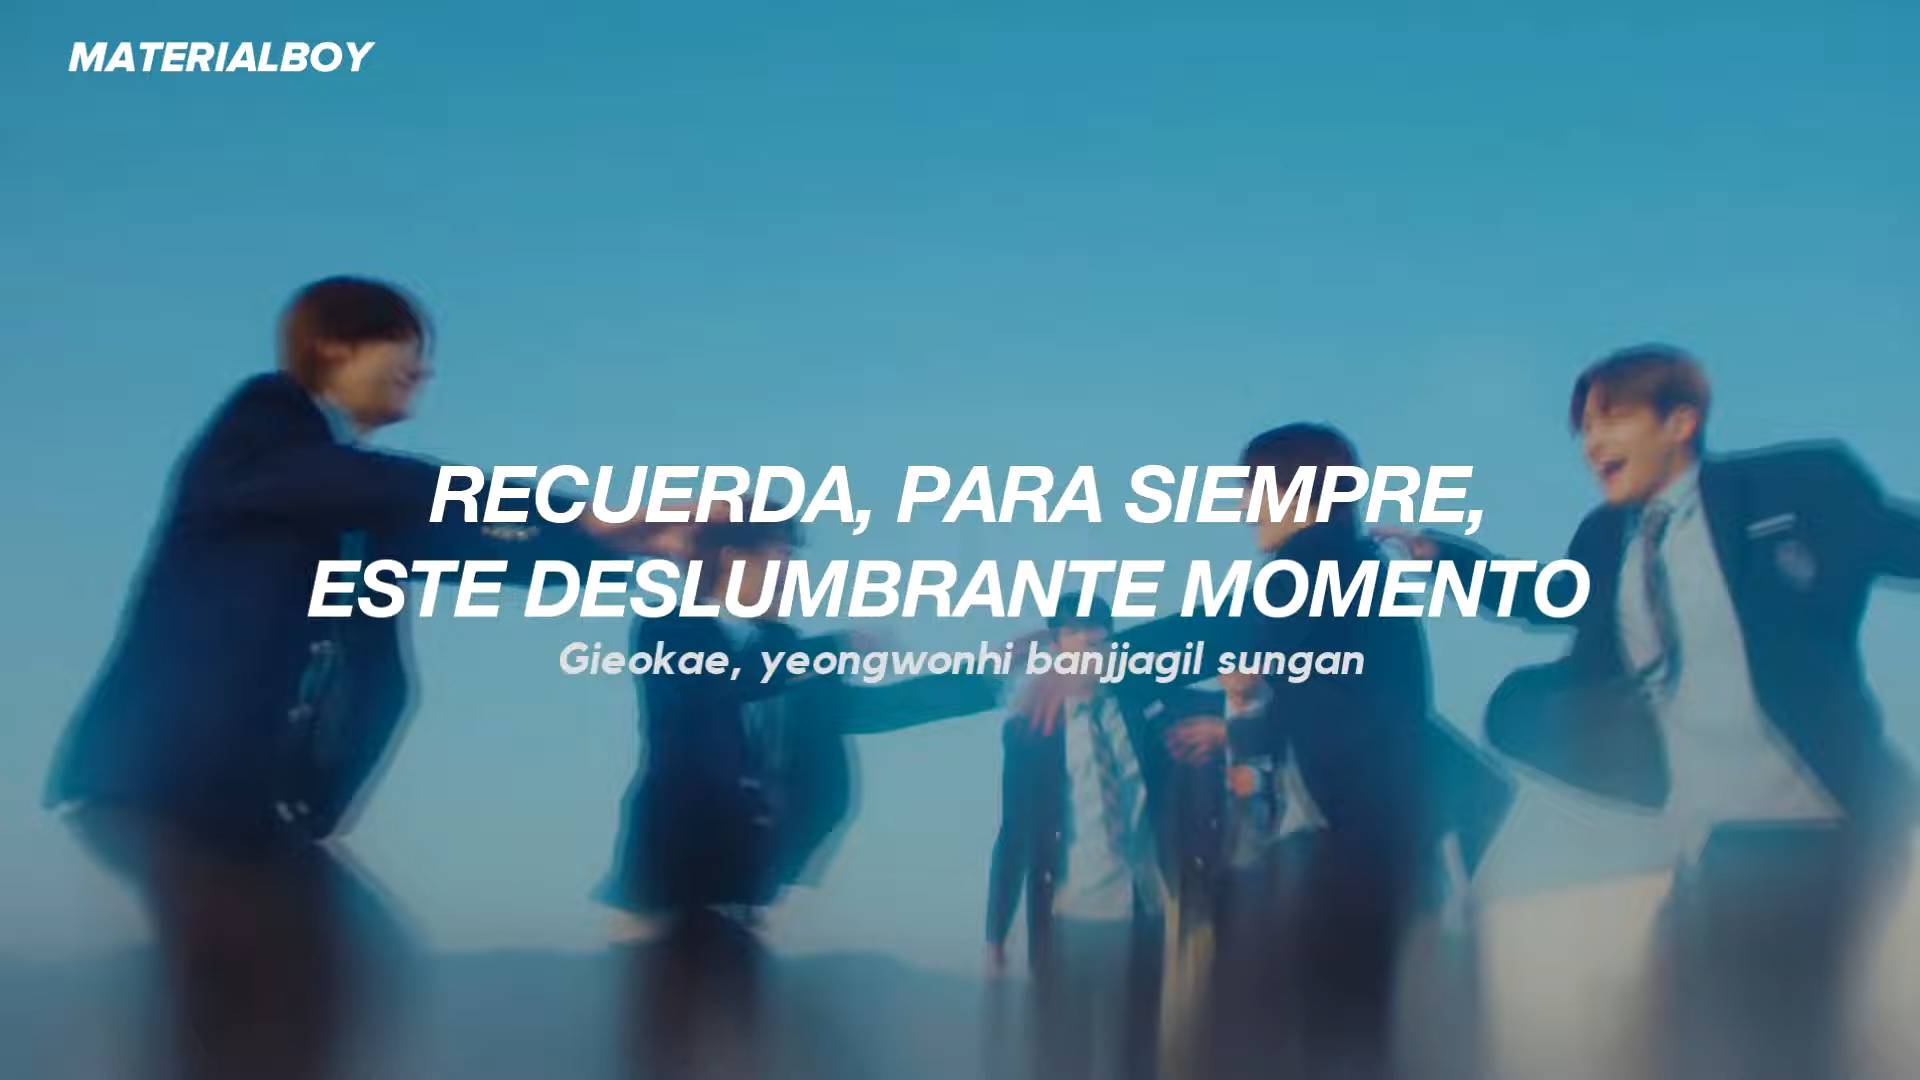 MATERIALBOY
RECUERDA, PARA SIEMPRE,
ESTE DESLUMBRANTE MOMENTO
Gieokae, yeongwonhi banjjagil sungan